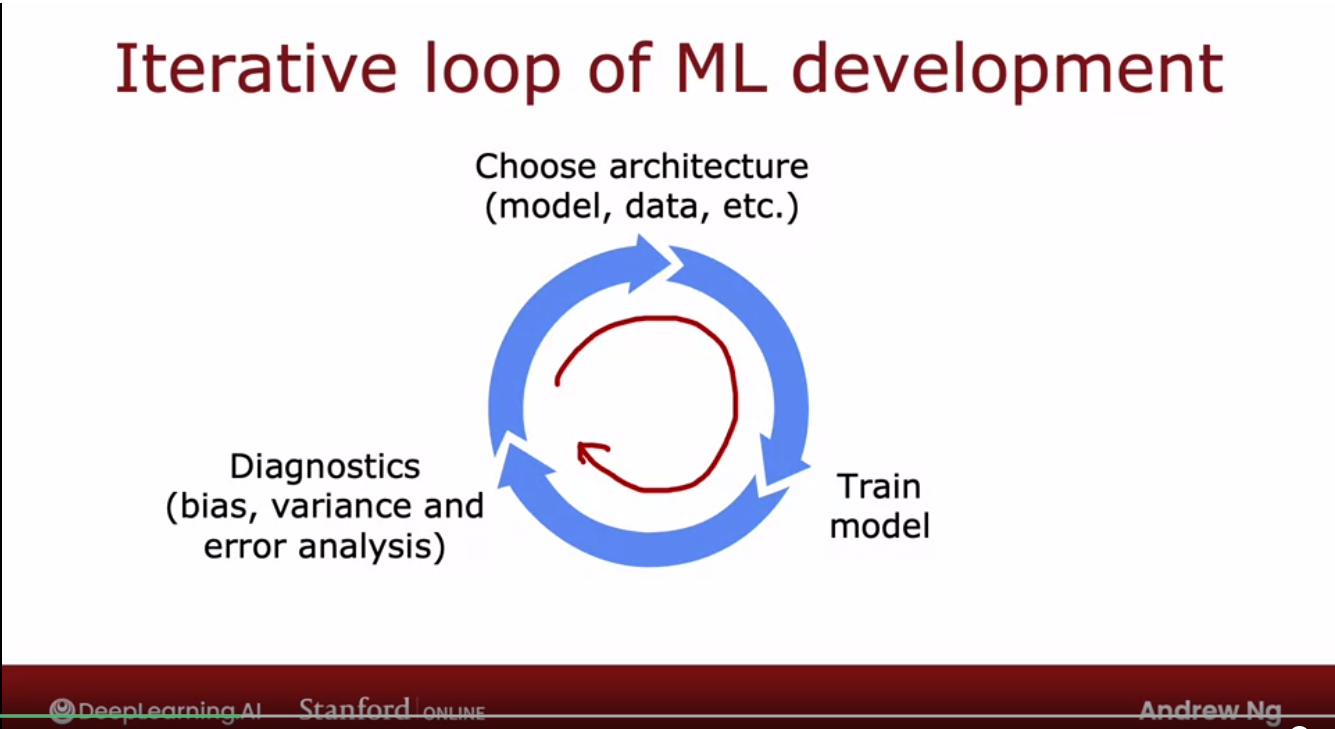 Iterative loop of ML development
Choose architecture
(model, data, etc.)
Diagnostics
(bias, variance and
error analysis)
Train
model
DeepLearning.AI Stanford | ONLINE Andrew Ng